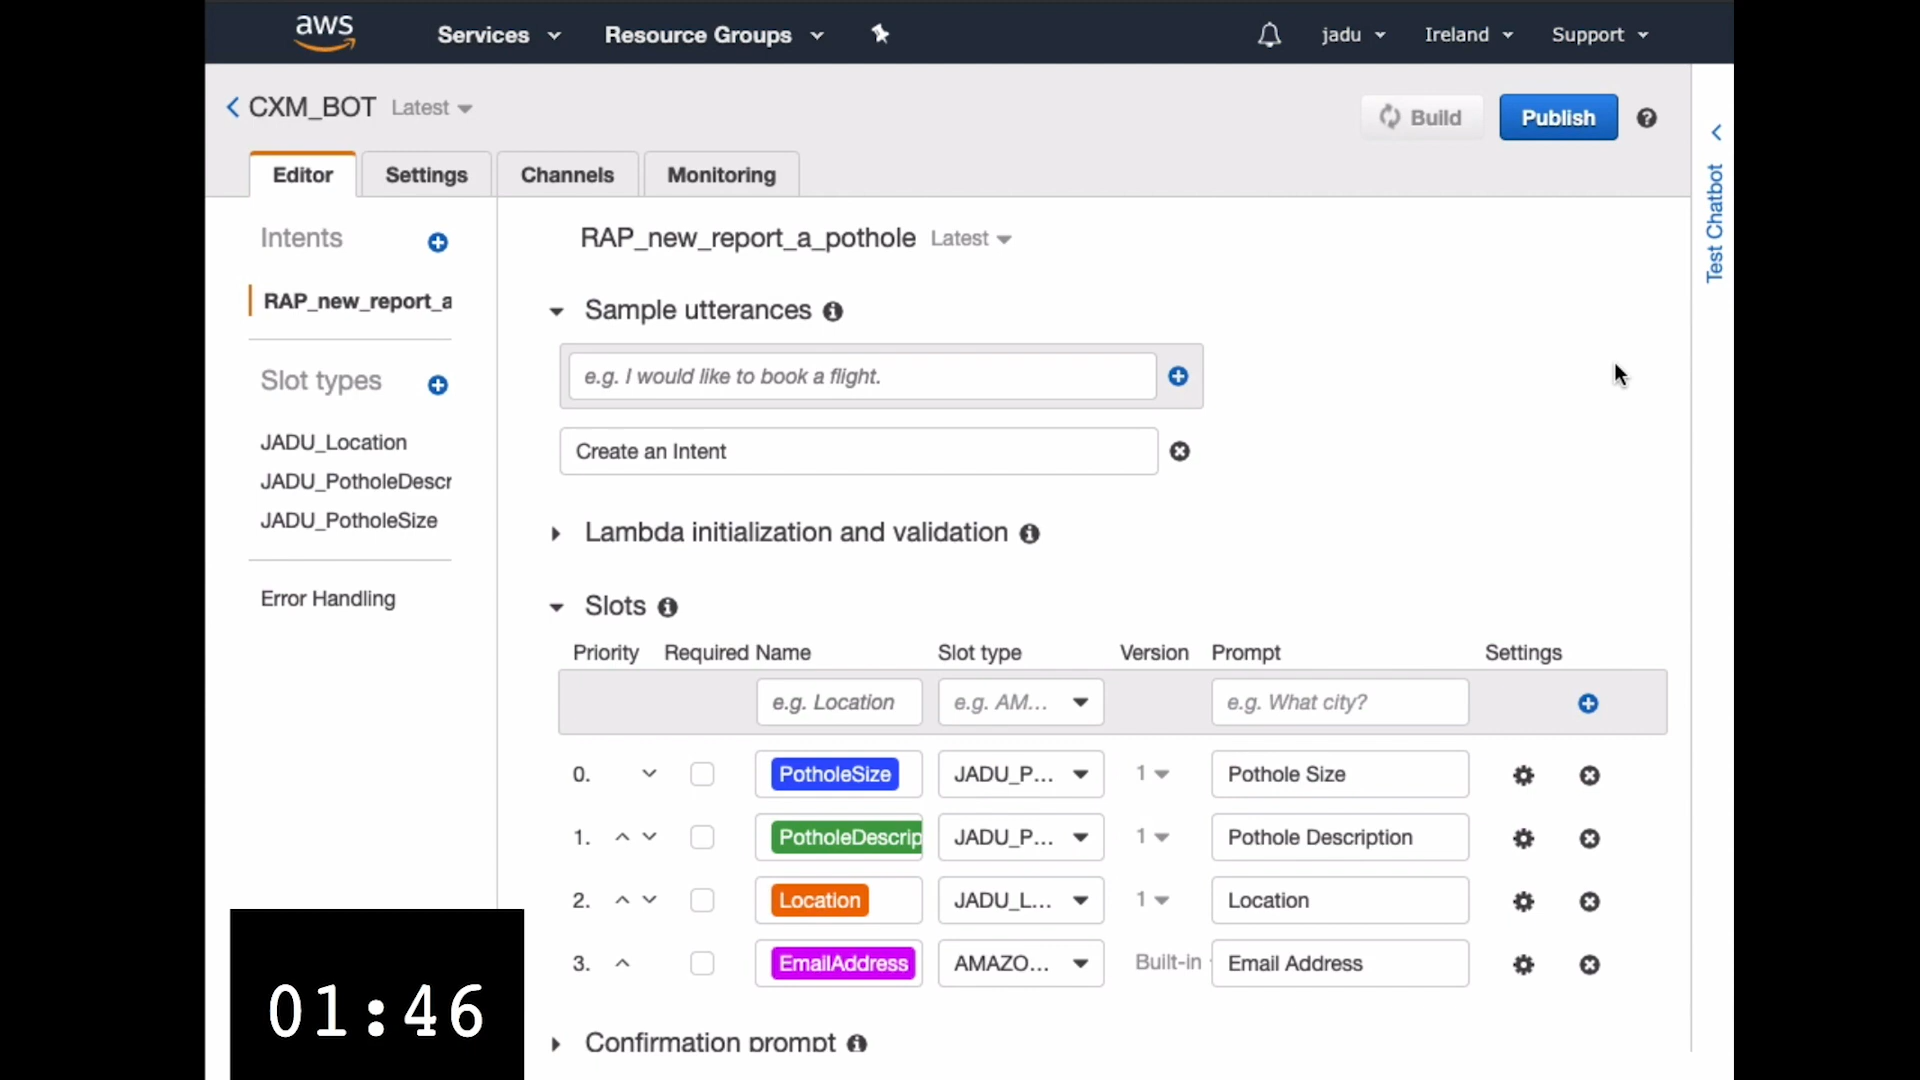 aws Services Resource Groups jadu Ireland Support
CXM_BOT Latest Build Publish
Editor Settings Channels Monitoring
Test Chatbot
Intents
RAP_new_report_a
Slot types
JADU_Location
JADU_PotholeDescr
JADU_PotholeSize
Error Handling
RAP_new_report_a_pothole Latest
Sample utterances
e.g. I would like to book a flight.
Create an Intent
Lambda initialization and validation
Slots
Priority Required Name Slot type Version Prompt Settings
e.g. Location e.g. AM... e.g. What city?
0. PotholeSize JADU_P... 1 Pothole Size
1. PotholeDescrip JADU_P... 1 Pothole Description
2. Location JADU_L... 1 Location
3. EmailAddress AMAZO... Built-in Email Address
Confirmation prompt
01:46